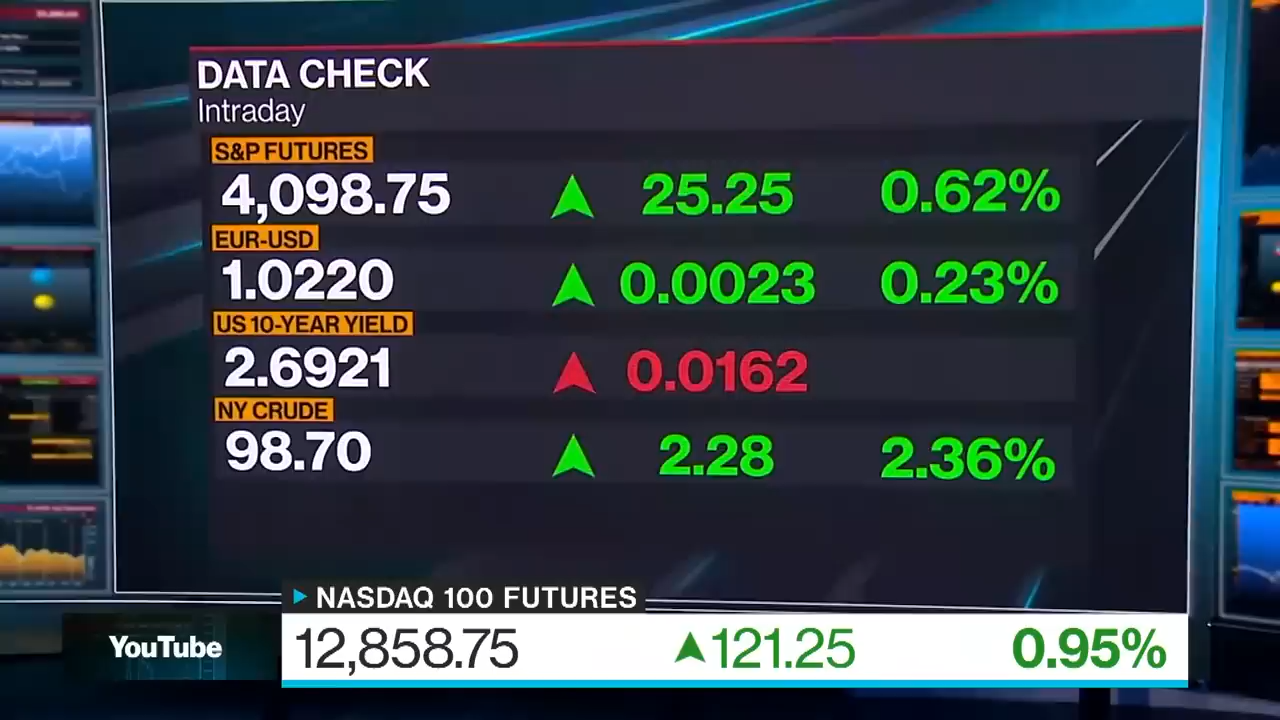 DATA CHECK
Intraday
S&P FUTURES
4,098.75 ▲ 25.25 0.62%
EUR-USD
1.0220 ▲ 0.0023 0.23%
US 10-YEAR YIELD
2.6921 ▲ 0.0162
NY CRUDE
98.70 ▲ 2.28 2.36%
NASDAQ 100 FUTURES
YouTube 12,858.75 ▲121.25 0.95%